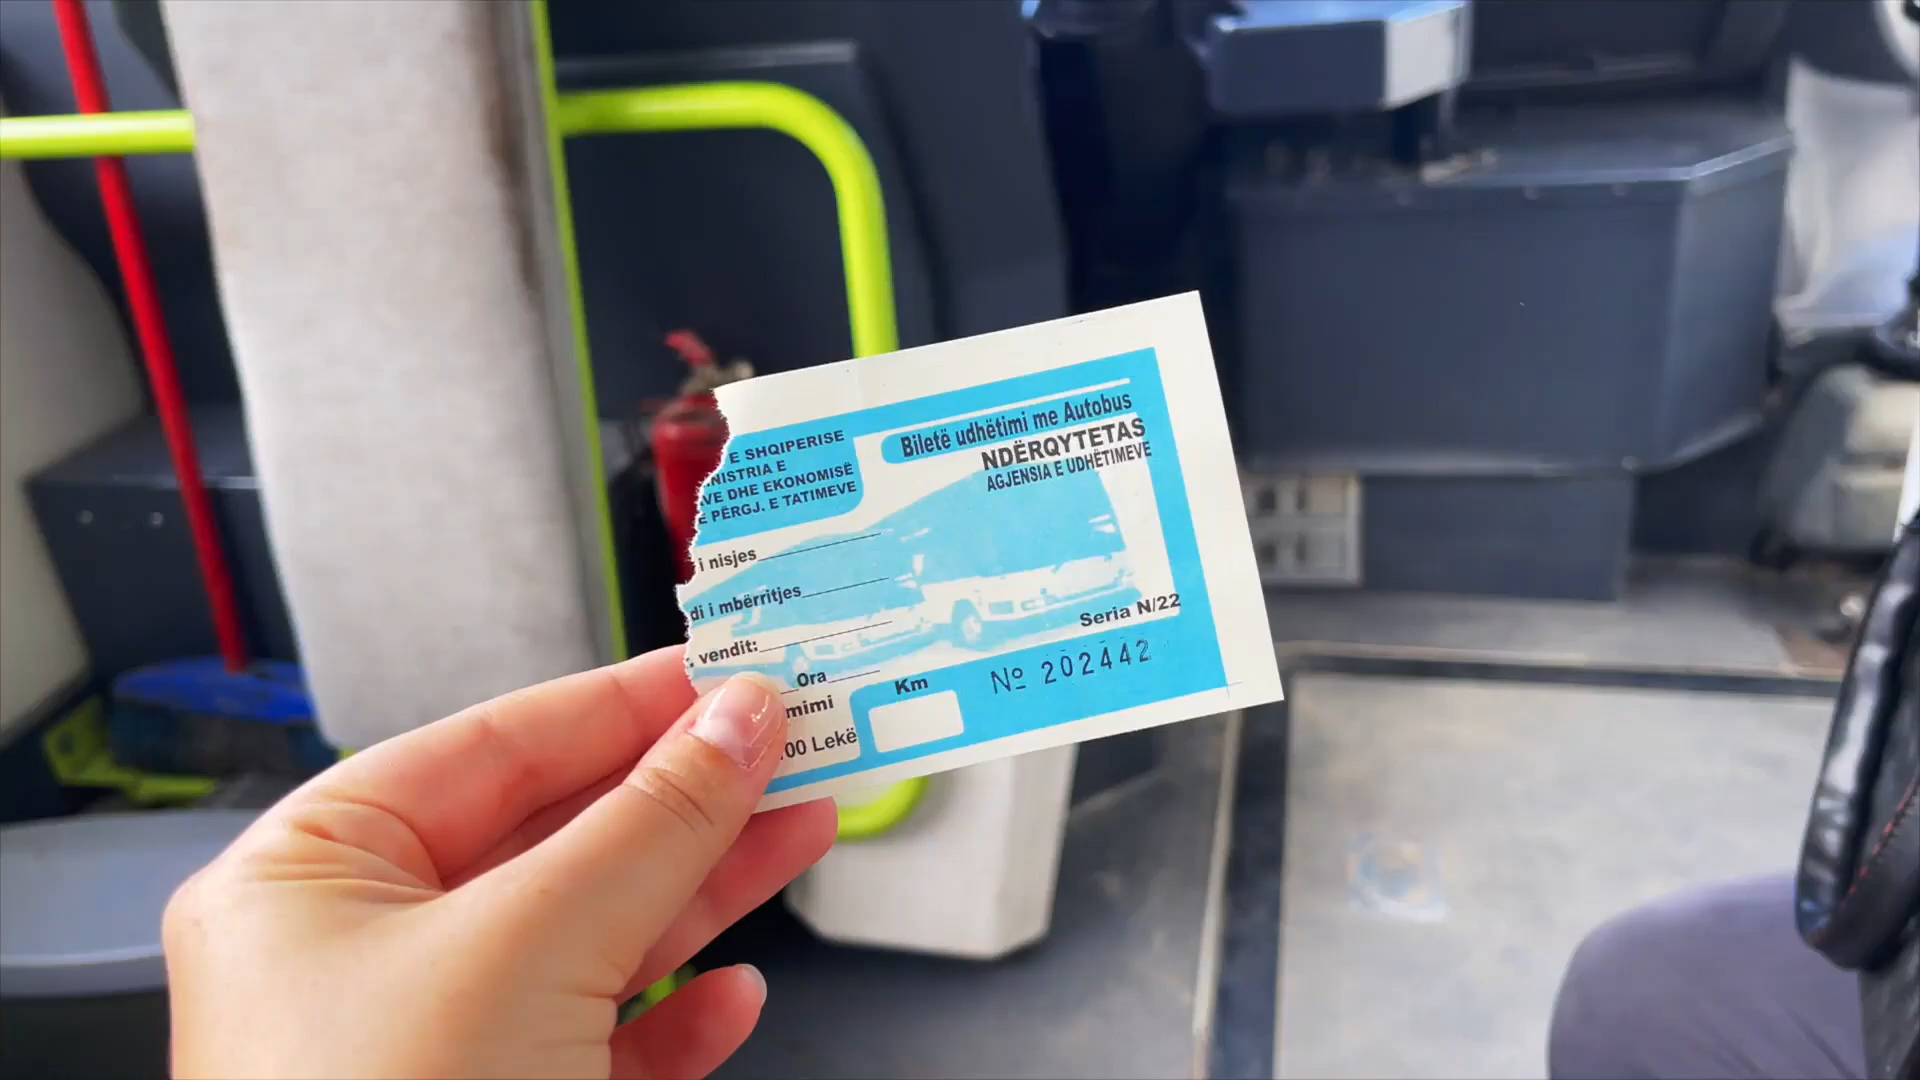 E SHQIPERISE
NISTRIA E
VE DHE EKONOMISË
E PËRGJ. E TATIMEVE
Biletë udhëtimi me Autobus
NDËRQYTETAS
AGJENSIA E UDHËTIMEVE
i nisjes
di i mbërritjes
vendit:
Ora
mimi
00 Lekë
Km
Seria N/22
Nº 202442